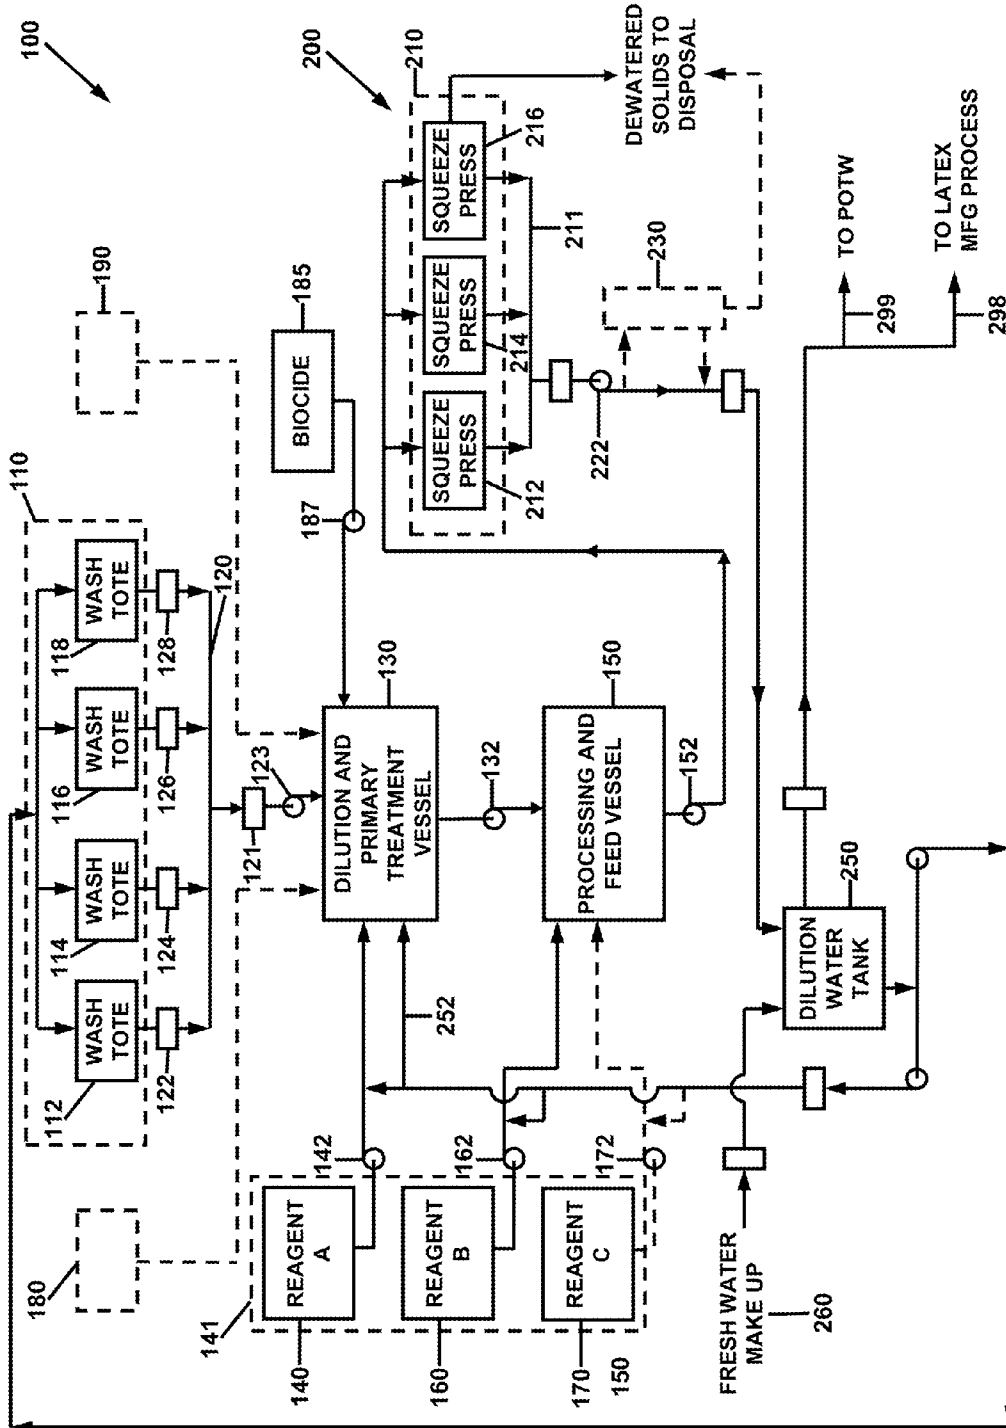 180
110
100
112
114
116
118
WASH
TOTE
WASH
TOTE
WASH
TOTE
WASH
TOTE
190
122
124
126
128
120
141
121
123
REAGENT
A
140
142
187
BIOCIDE
185
200
DILUTION AND
PRIMARY
TREATMENT
VESSEL
130
210
REAGENT
B
160
162
252
SQUEEZE
PRESS
SQUEEZE
PRESS
SQUEEZE
PRESS
212
214
216
132
211
REAGENT
C
170
150
172
PROCESSING AND
FEED VESSEL
150
152
222
230
DEWATERED
SOLIDS TO
DISPOSAL
FRESH WATER
MAKE UP
260
DILUTION
WATER
TANK
250
TO POTW
299
TO LATEX
MFG PROCESS
298